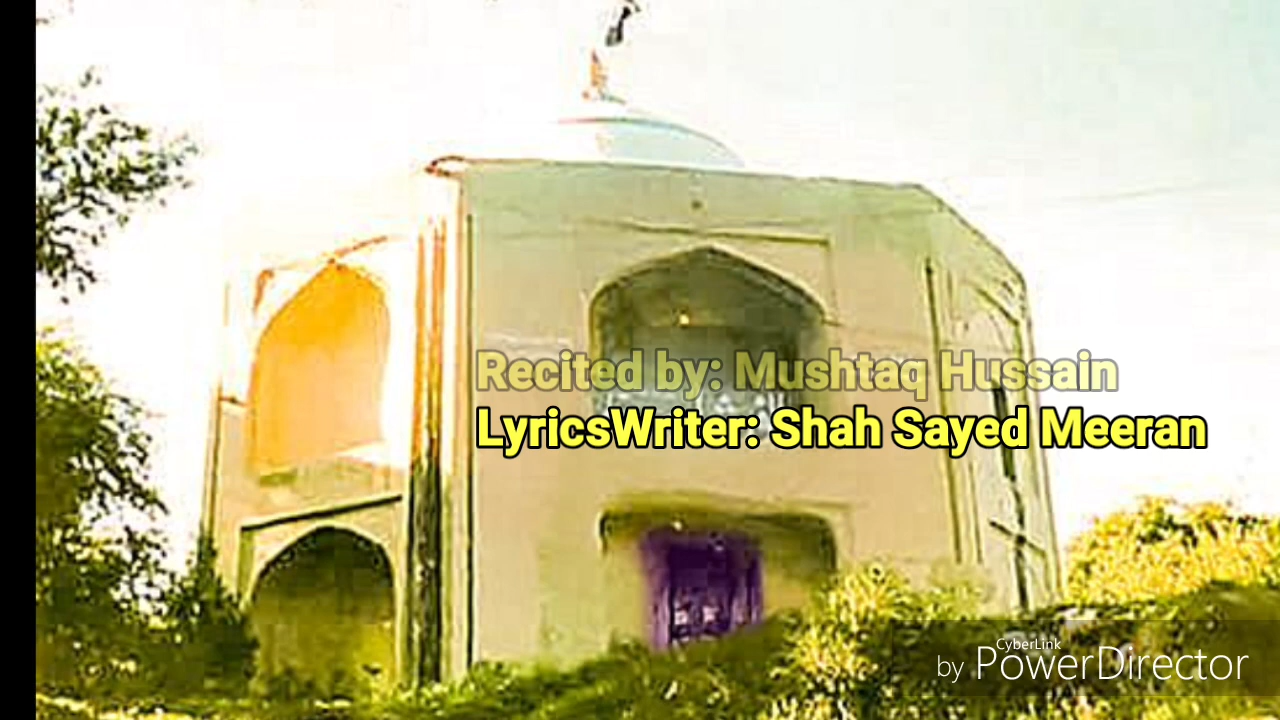 Recited by: Mushtaq Hussain
LyricsWriter: Shah Sayed Meeran
CyberLink
by PowerDirector